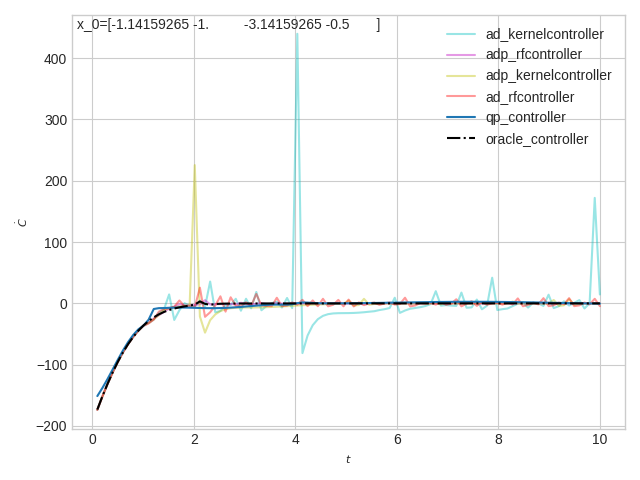 x_0=[-1.14159265 -1. -3.14159265 -0.5 ]
ad_kernelcontroller
adp_rfcontroller
adp_kernelcontroller
ad_rfcontroller
qp_controller
oracle_controller
400
300
200
100
0
−100
−200
Ċ
0 2 4 6 8 10
t